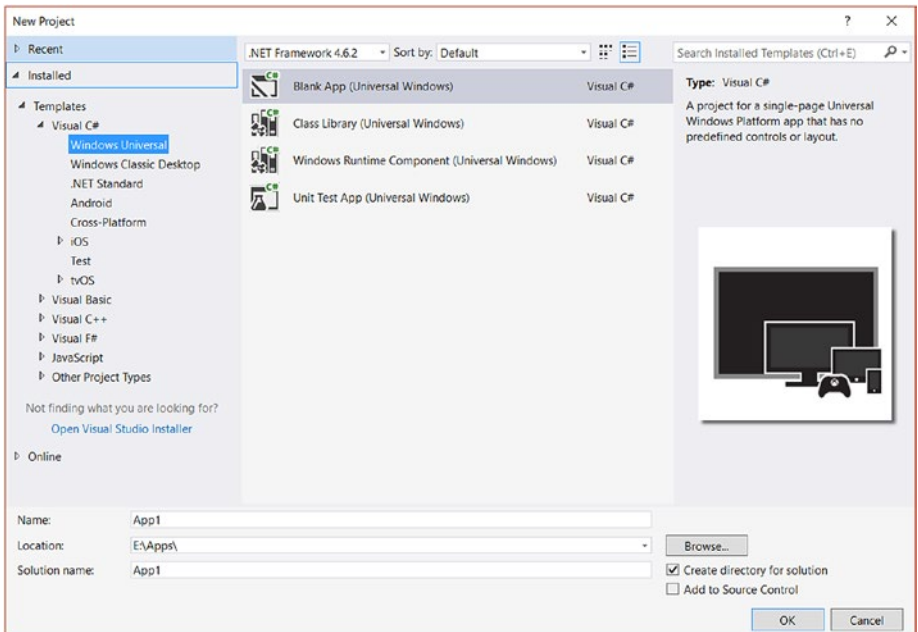 New Project ? ×
Recent
Installed
Templates
Visual C#
Windows Universal
Windows Classic Desktop
.NET Standard
Android
Cross-Platform
iOS
Test
tvOS
Visual Basic
Visual C++
Visual F#
JavaScript
Other Project Types
Not finding what you are looking for?
Open Visual Studio Installer
Online
.NET Framework 4.6.2 Sort by: Default
C# Blank App (Universal Windows) Visual C#
C# Class Library (Universal Windows) Visual C#
C# Windows Runtime Component (Universal Windows) Visual C#
C# Unit Test App (Universal Windows) Visual C#
Search Installed Templates (Ctrl+E)
Type: Visual C#
A project for a single-page Universal
Windows Platform app that has no
predefined controls or layout.
Name: App1
Location: E:\Apps\
Solution name: App1
Browse...
Create directory for solution
Add to Source Control
OK Cancel